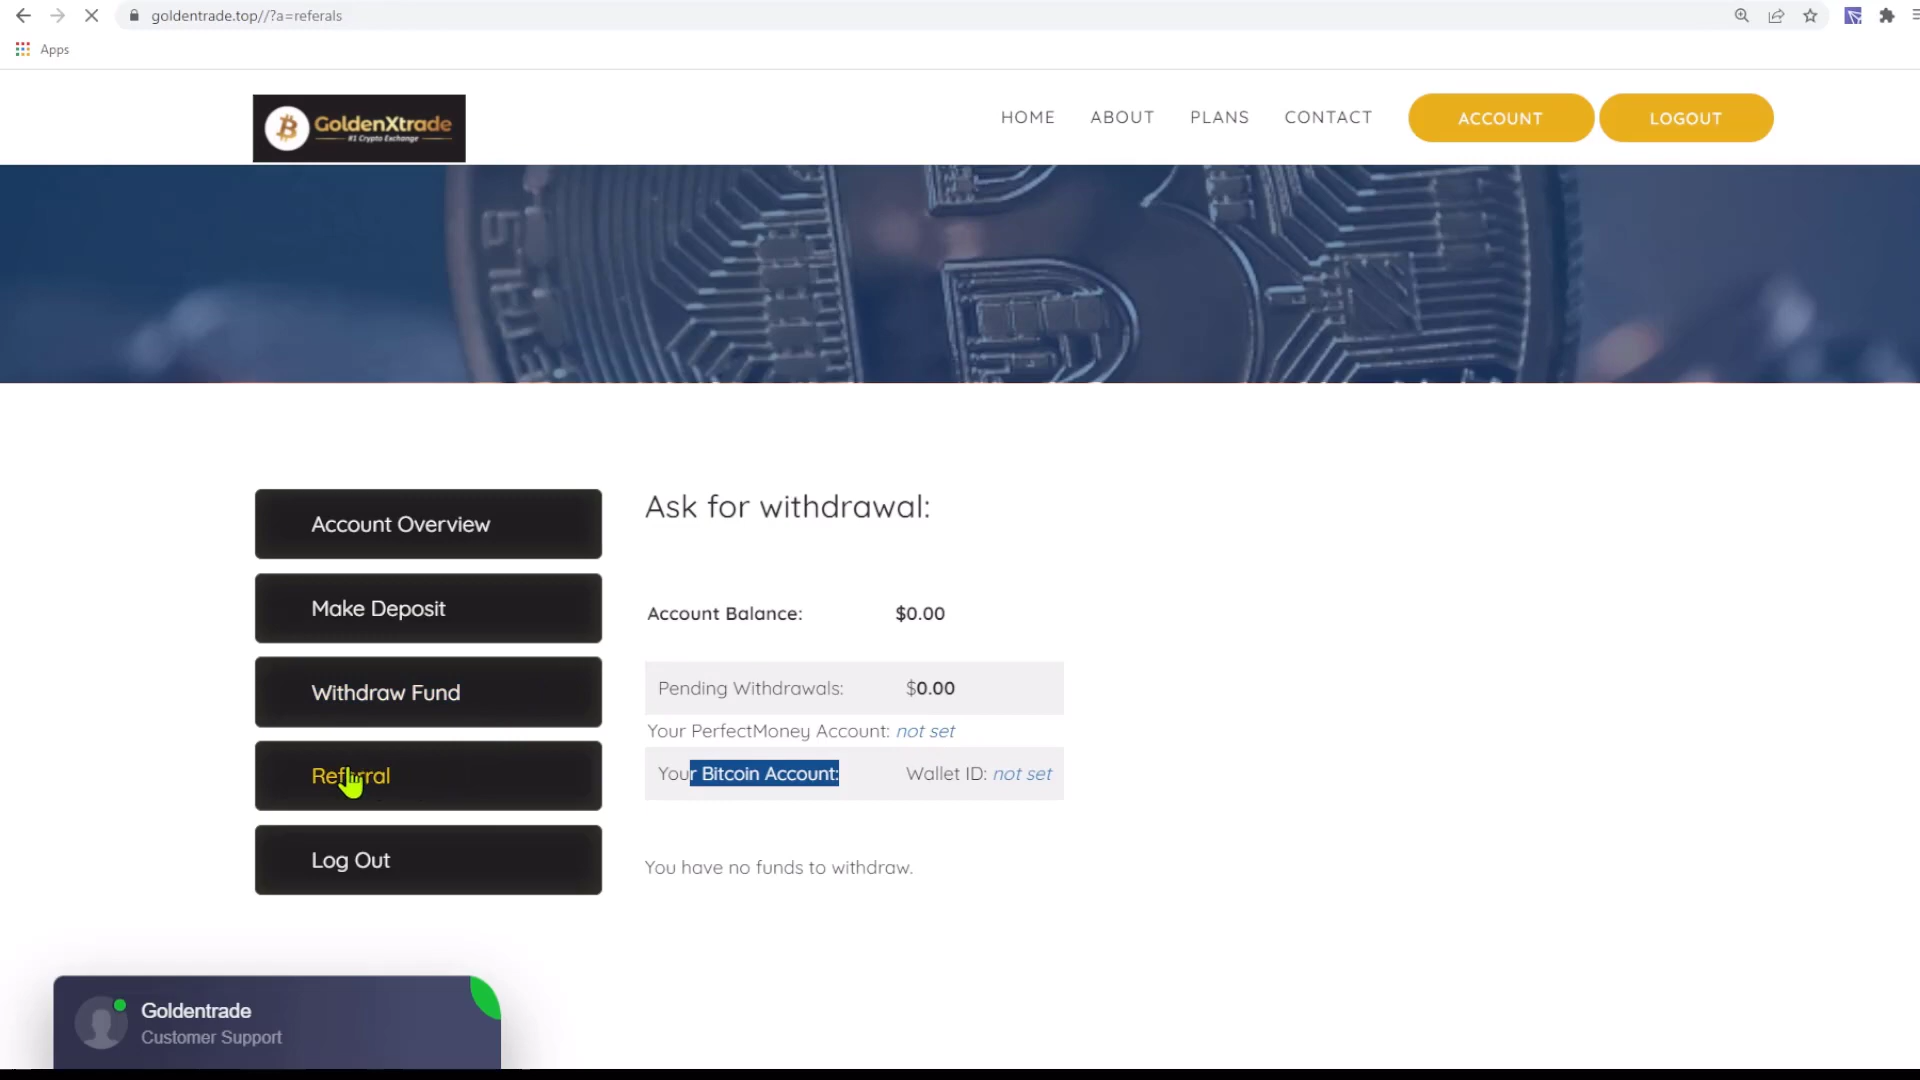 goldentrade.top//?a=referals
Apps
GoldenXtrade
#1 Crypto Exchange
HOME ABOUT PLANS CONTACT ACCOUNT LOGOUT
Account Overview
Make Deposit
Withdraw Fund
Referral
Log Out
Ask for withdrawal:
Account Balance: $0.00
Pending Withdrawals: $0.00
Your PerfectMoney Account: not set
Your Bitcoin Account: Wallet ID: not set
You have no funds to withdraw.
Goldentrade
Customer Support